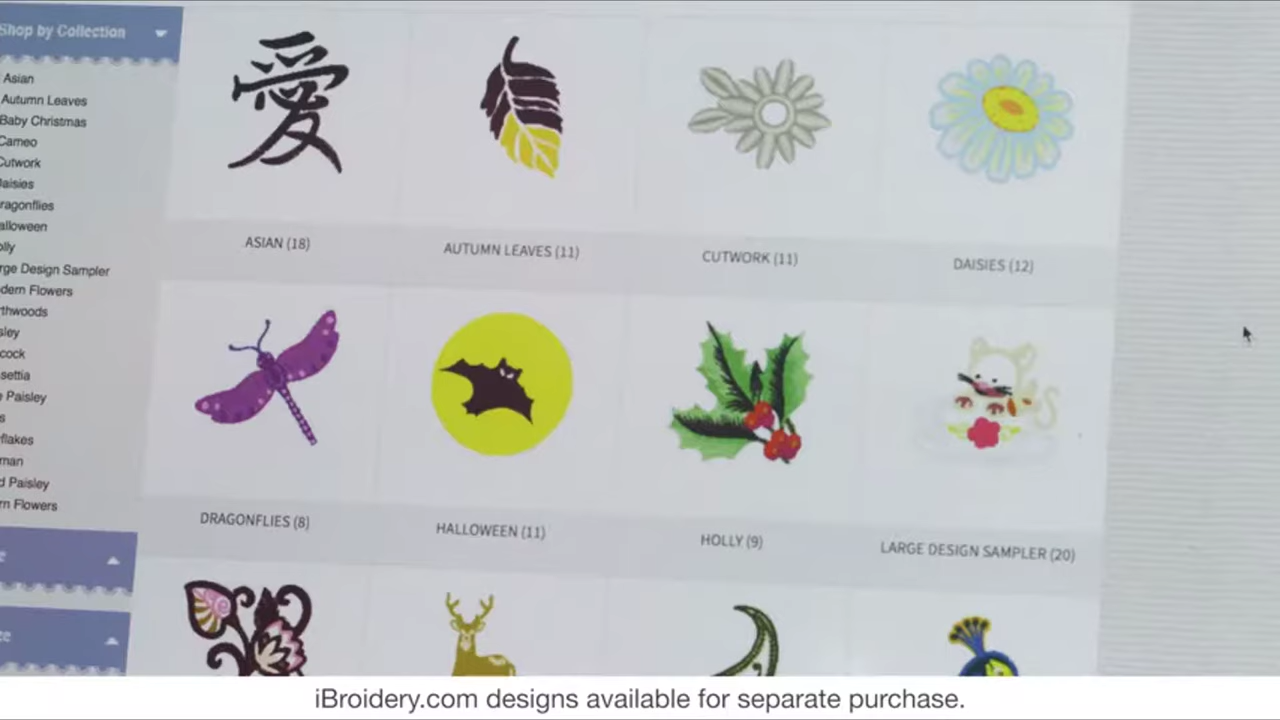 Shop by Collection
Asian
Autumn Leaves
Baby Christmas
Cameo
Cutwork
aisies
ragonflies
alloween
olly
rge Design Sampler
dern Flowers
rthwoods
sley
cock
settia
Paisley
s
flakes
man
d Paisley
rn Flowers
愛
ASIAN (18)
AUTUMN LEAVES (11)
CUTWORK (11)
DAISIES (12)
DRAGONFLIES (8)
HALLOWEEN (11)
HOLLY (9)
LARGE DESIGN SAMPLER (20)
iBroidery.com designs available for separate purchase.